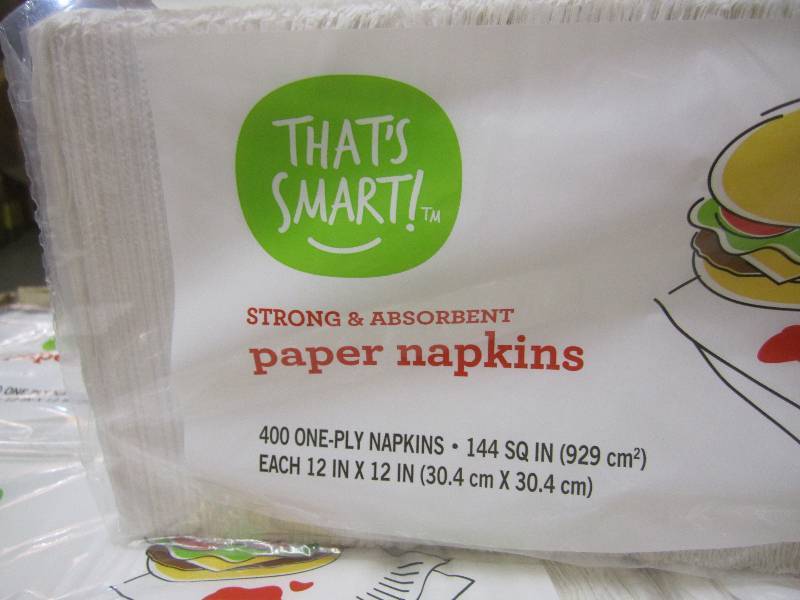 THAT'S
SMART!™
STRONG & ABSORBENT
paper napkins
400 ONE-PLY NAPKINS • 144 SQ IN (929 cm²)
EACH 12 IN X 12 IN (30.4 cm X 30.4 cm)